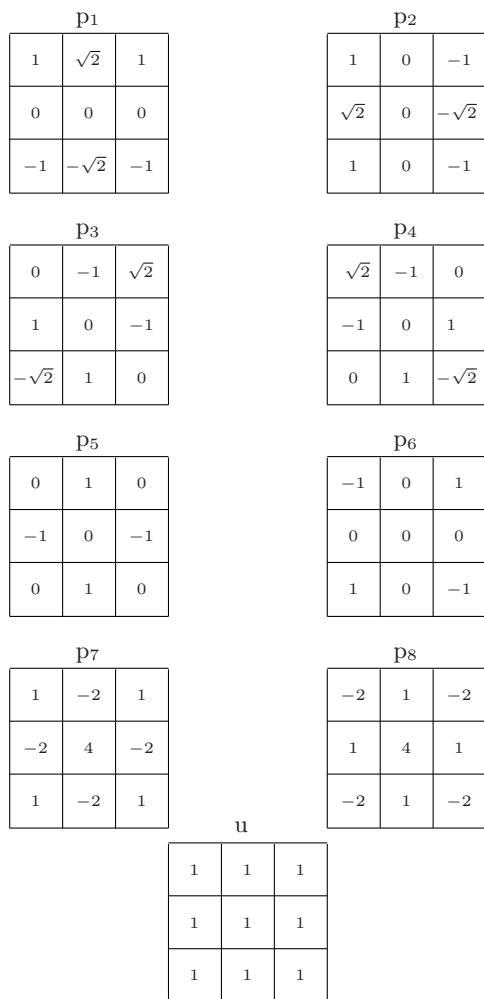 p₁ p₂
1 √2 1 1 0 −1
0 0 0 √2 0 −√2
−1 −√2 −1 1 0 −1
p₃ p₄
0 −1 √2 √2 −1 0
1 0 −1 −1 0 1
−√2 1 0 0 1 −√2
p₅ p₆
0 1 0 −1 0 1
−1 0 −1 0 0 0
0 1 0 1 0 −1
p₇ p₈
1 −2 1 −2 1 −2
−2 4 −2 1 4 1
1 −2 1 −2 1 −2
u
1 1 1
1 1 1
1 1 1